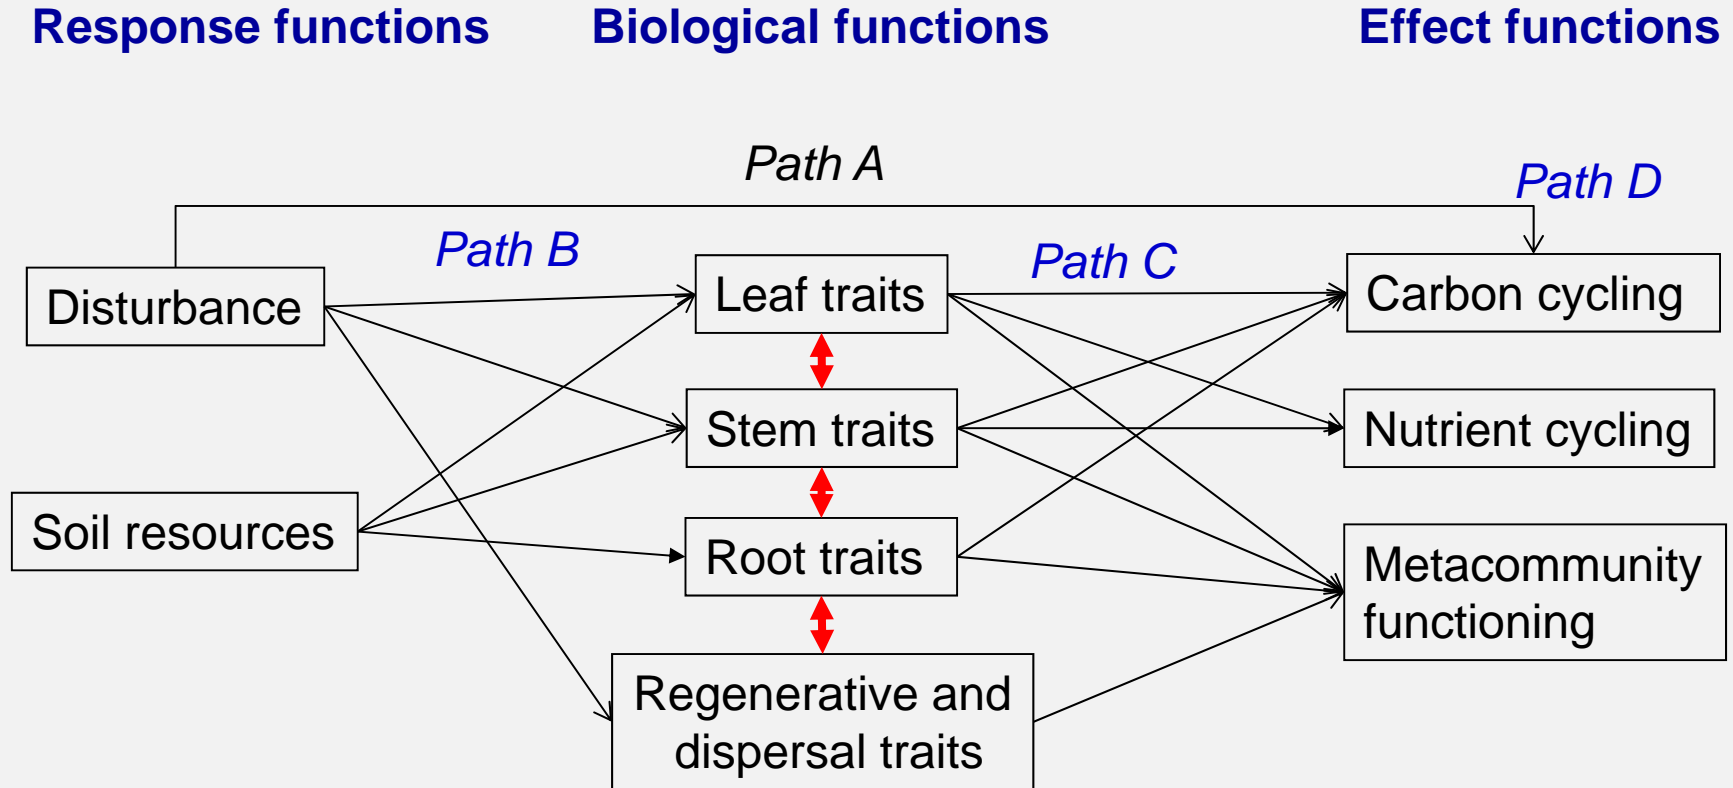 Response functions
Biological functions
Effect functions
Path A
Path D
Path B
Path C
Disturbance
Leaf traits
Carbon cycling
Stem traits
Nutrient cycling
Soil resources
Root traits
Metacommunity
functioning
Regenerative and
dispersal traits